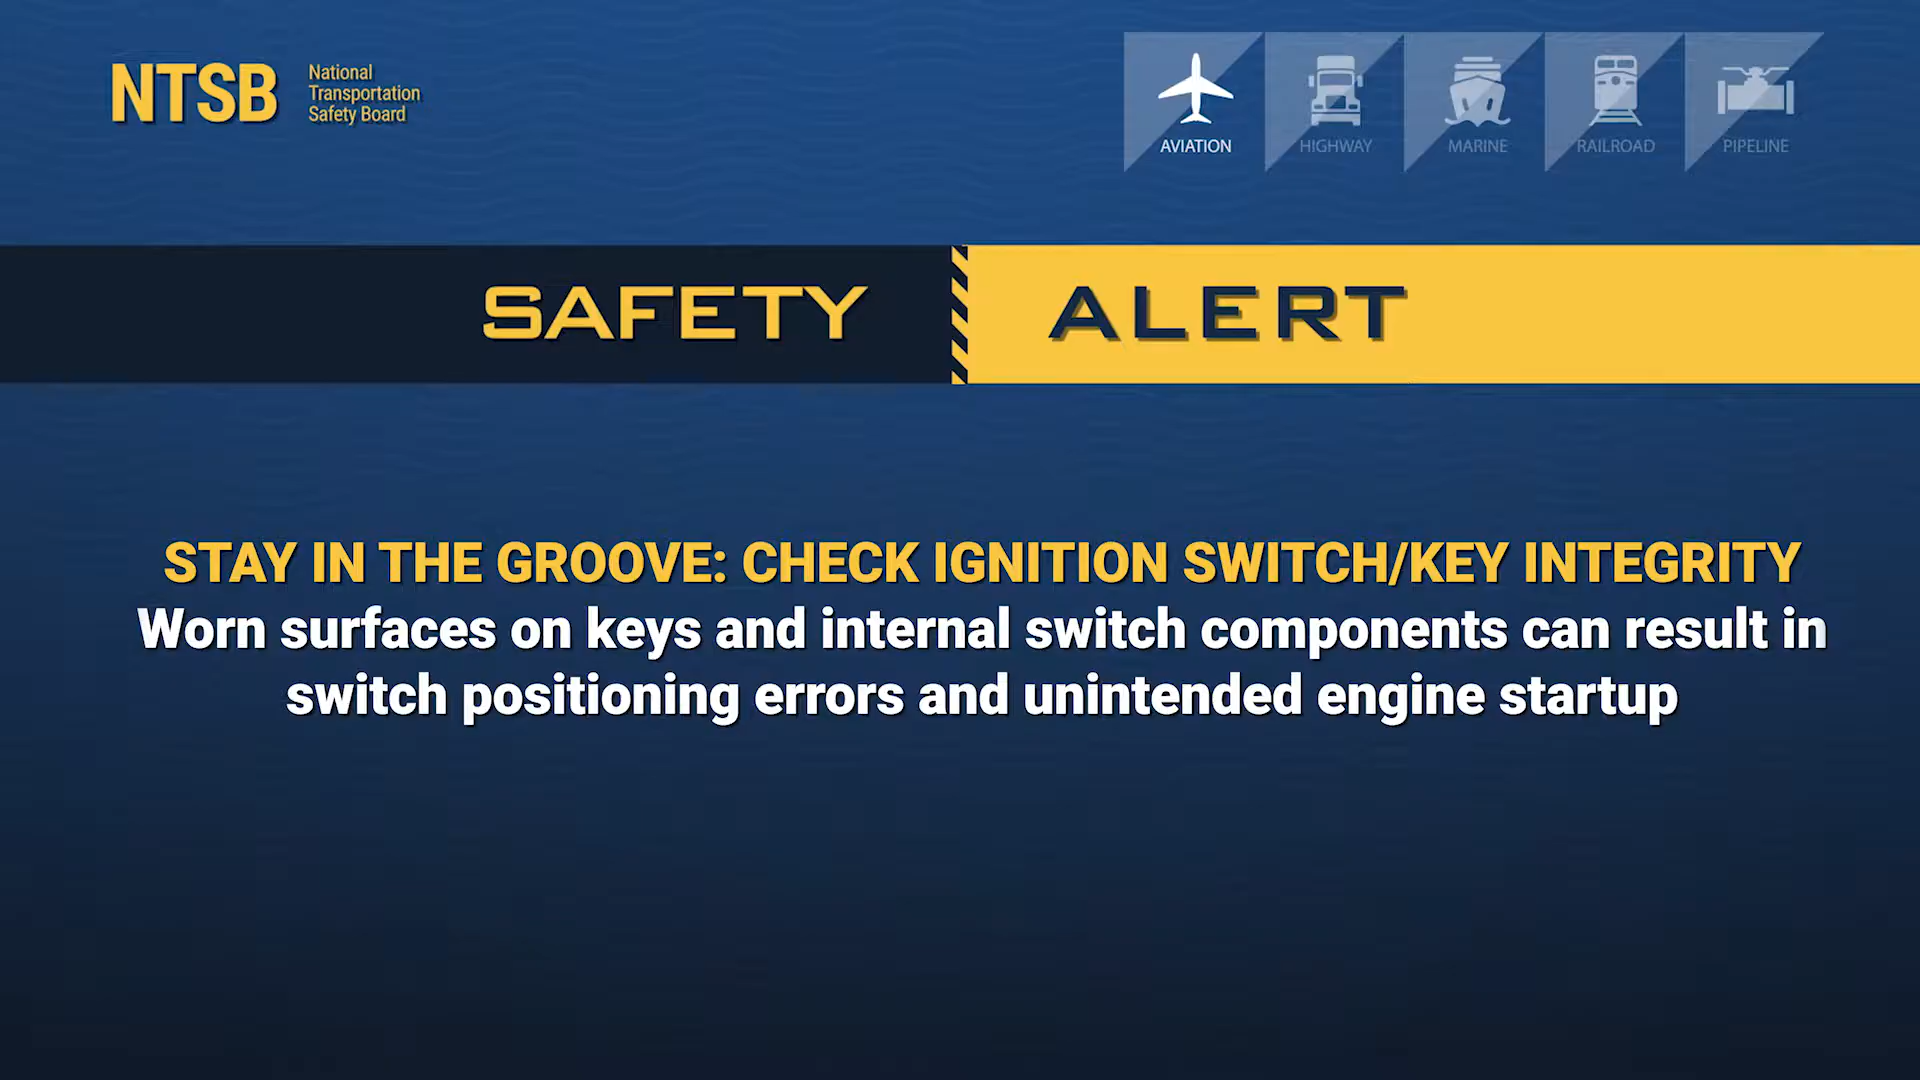 NTSB
National
Transportation
Safety Board
AVIATION
HIGHWAY
MARINE
RAILROAD
PIPELINE
SAFETY ALERT
STAY IN THE GROOVE: CHECK IGNITION SWITCH/KEY INTEGRITY
Worn surfaces on keys and internal switch components can result in
switch positioning errors and unintended engine startup